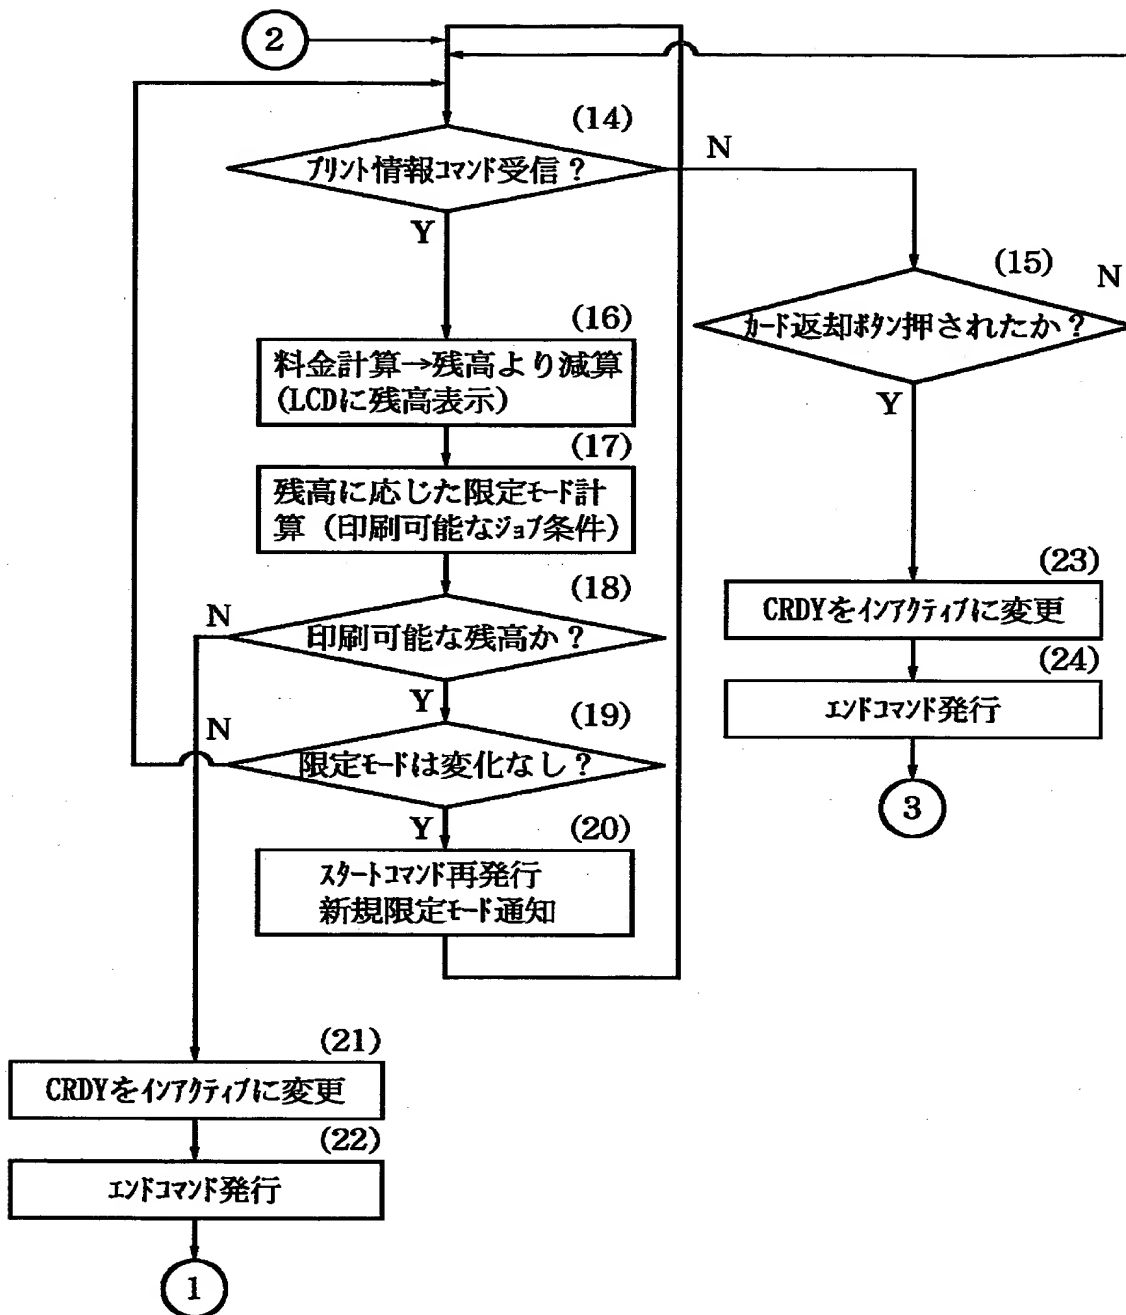 2
(14)
プリント情報コマンド受信？
N
Y
(15)
カード返却ボタン押されたか？
N
Y
(16)
料金計算→残高より減算
(LCDに残高表示)
(17)
残高に応じた限定モード計
算（印刷可能なジョブ条件）
(18)
印刷可能な残高か？
N
Y
(19)
限定モードは変化なし？
N
Y
(20)
スタートコマンド再発行
新規限定モード通知
(23)
CRDYをインアクティブに変更
(24)
エンドコマンド発行
3
(21)
CRDYをインアクティブに変更
(22)
エンドコマンド発行
1